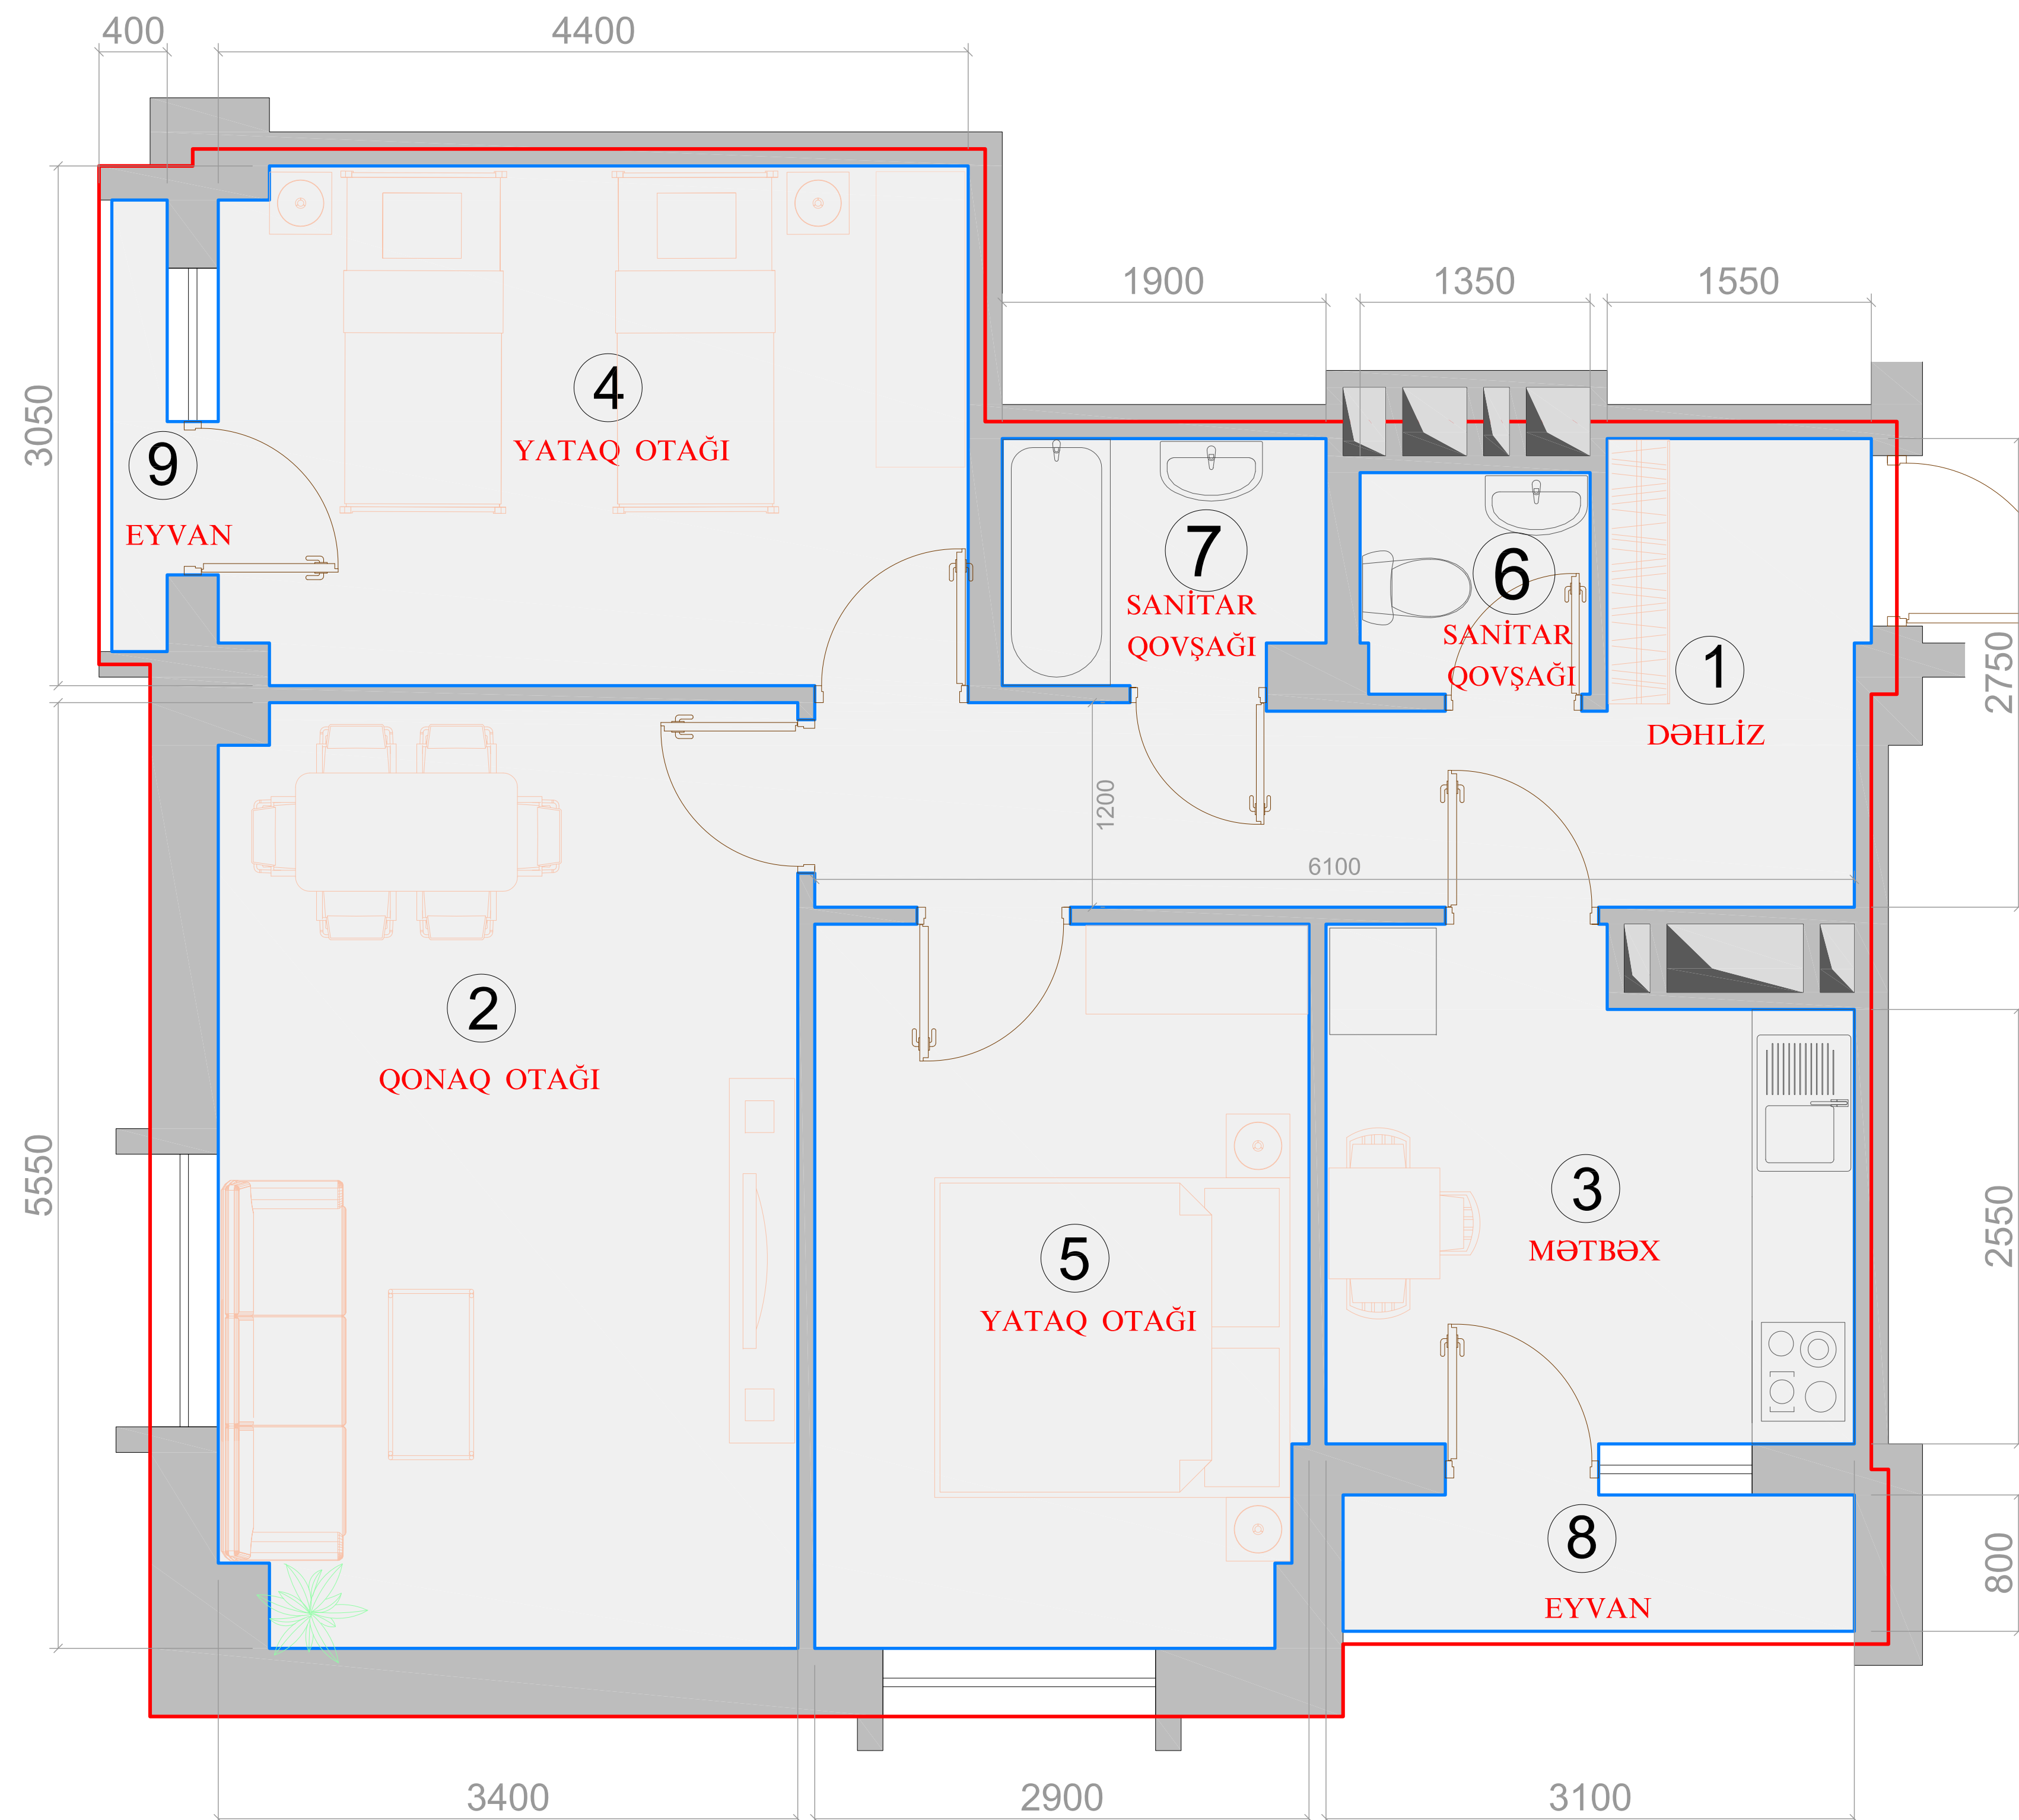 400
4400
1900
1350
1550
3050
4
YATAQ OTAĞI
9
EYVAN
7
SANİTAR
QOVŞAĞI
6
SANİTAR
QOVŞAĞI
1
DƏHLİZ
2750
1200
6100
2
QONAQ OTAĞI
5550
5
YATAQ OTAĞI
3
MƏTBƏX
2550
8
EYVAN
800
3400
2900
3100